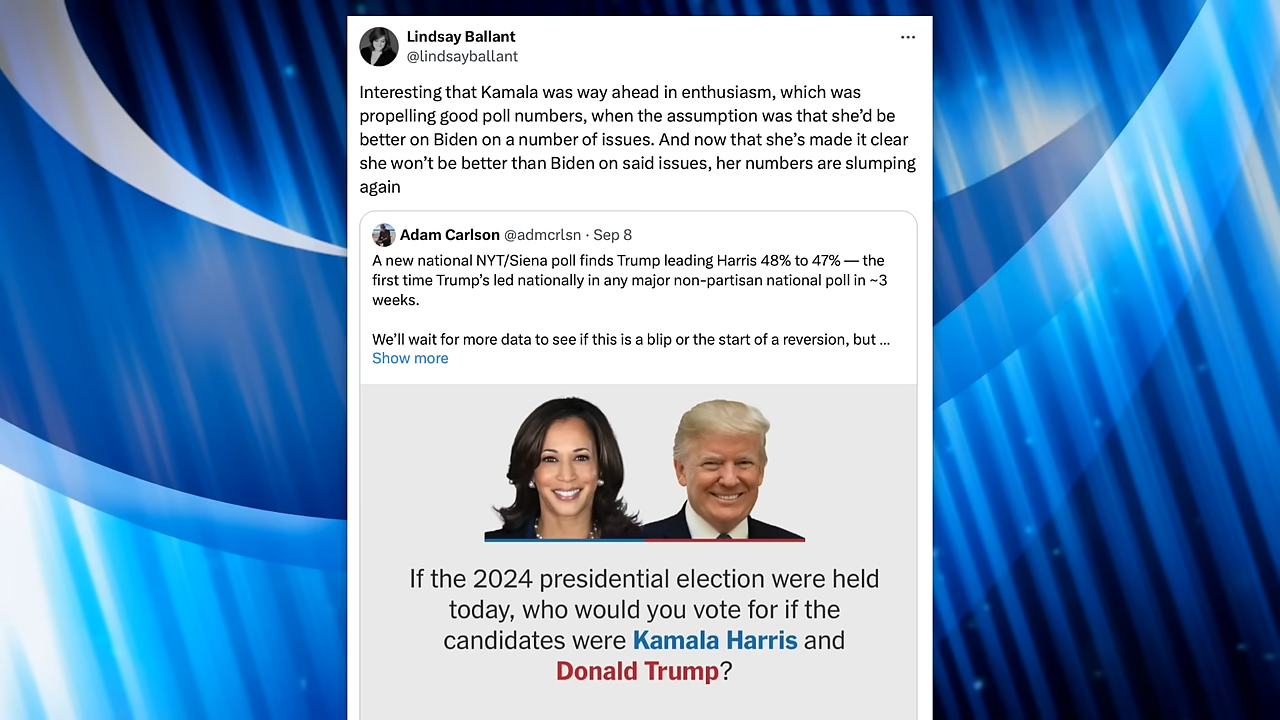 Lindsay Ballant
@lindsayballant
Interesting that Kamala was way ahead in enthusiasm, which was
propelling good poll numbers, when the assumption was that she’d be
better on Biden on a number of issues. And now that she’s made it clear
she won’t be better than Biden on said issues, her numbers are slumping
again
Adam Carlson @admcrlsn · Sep 8
A new national NYT/Siena poll finds Trump leading Harris 48% to 47% — the
first time Trump’s led nationally in any major non-partisan national poll in ~3
weeks.
We’ll wait for more data to see if this is a blip or the start of a reversion, but ...
Show more
If the 2024 presidential election were held
today, who would you vote for if the
candidates were Kamala Harris and
Donald Trump?